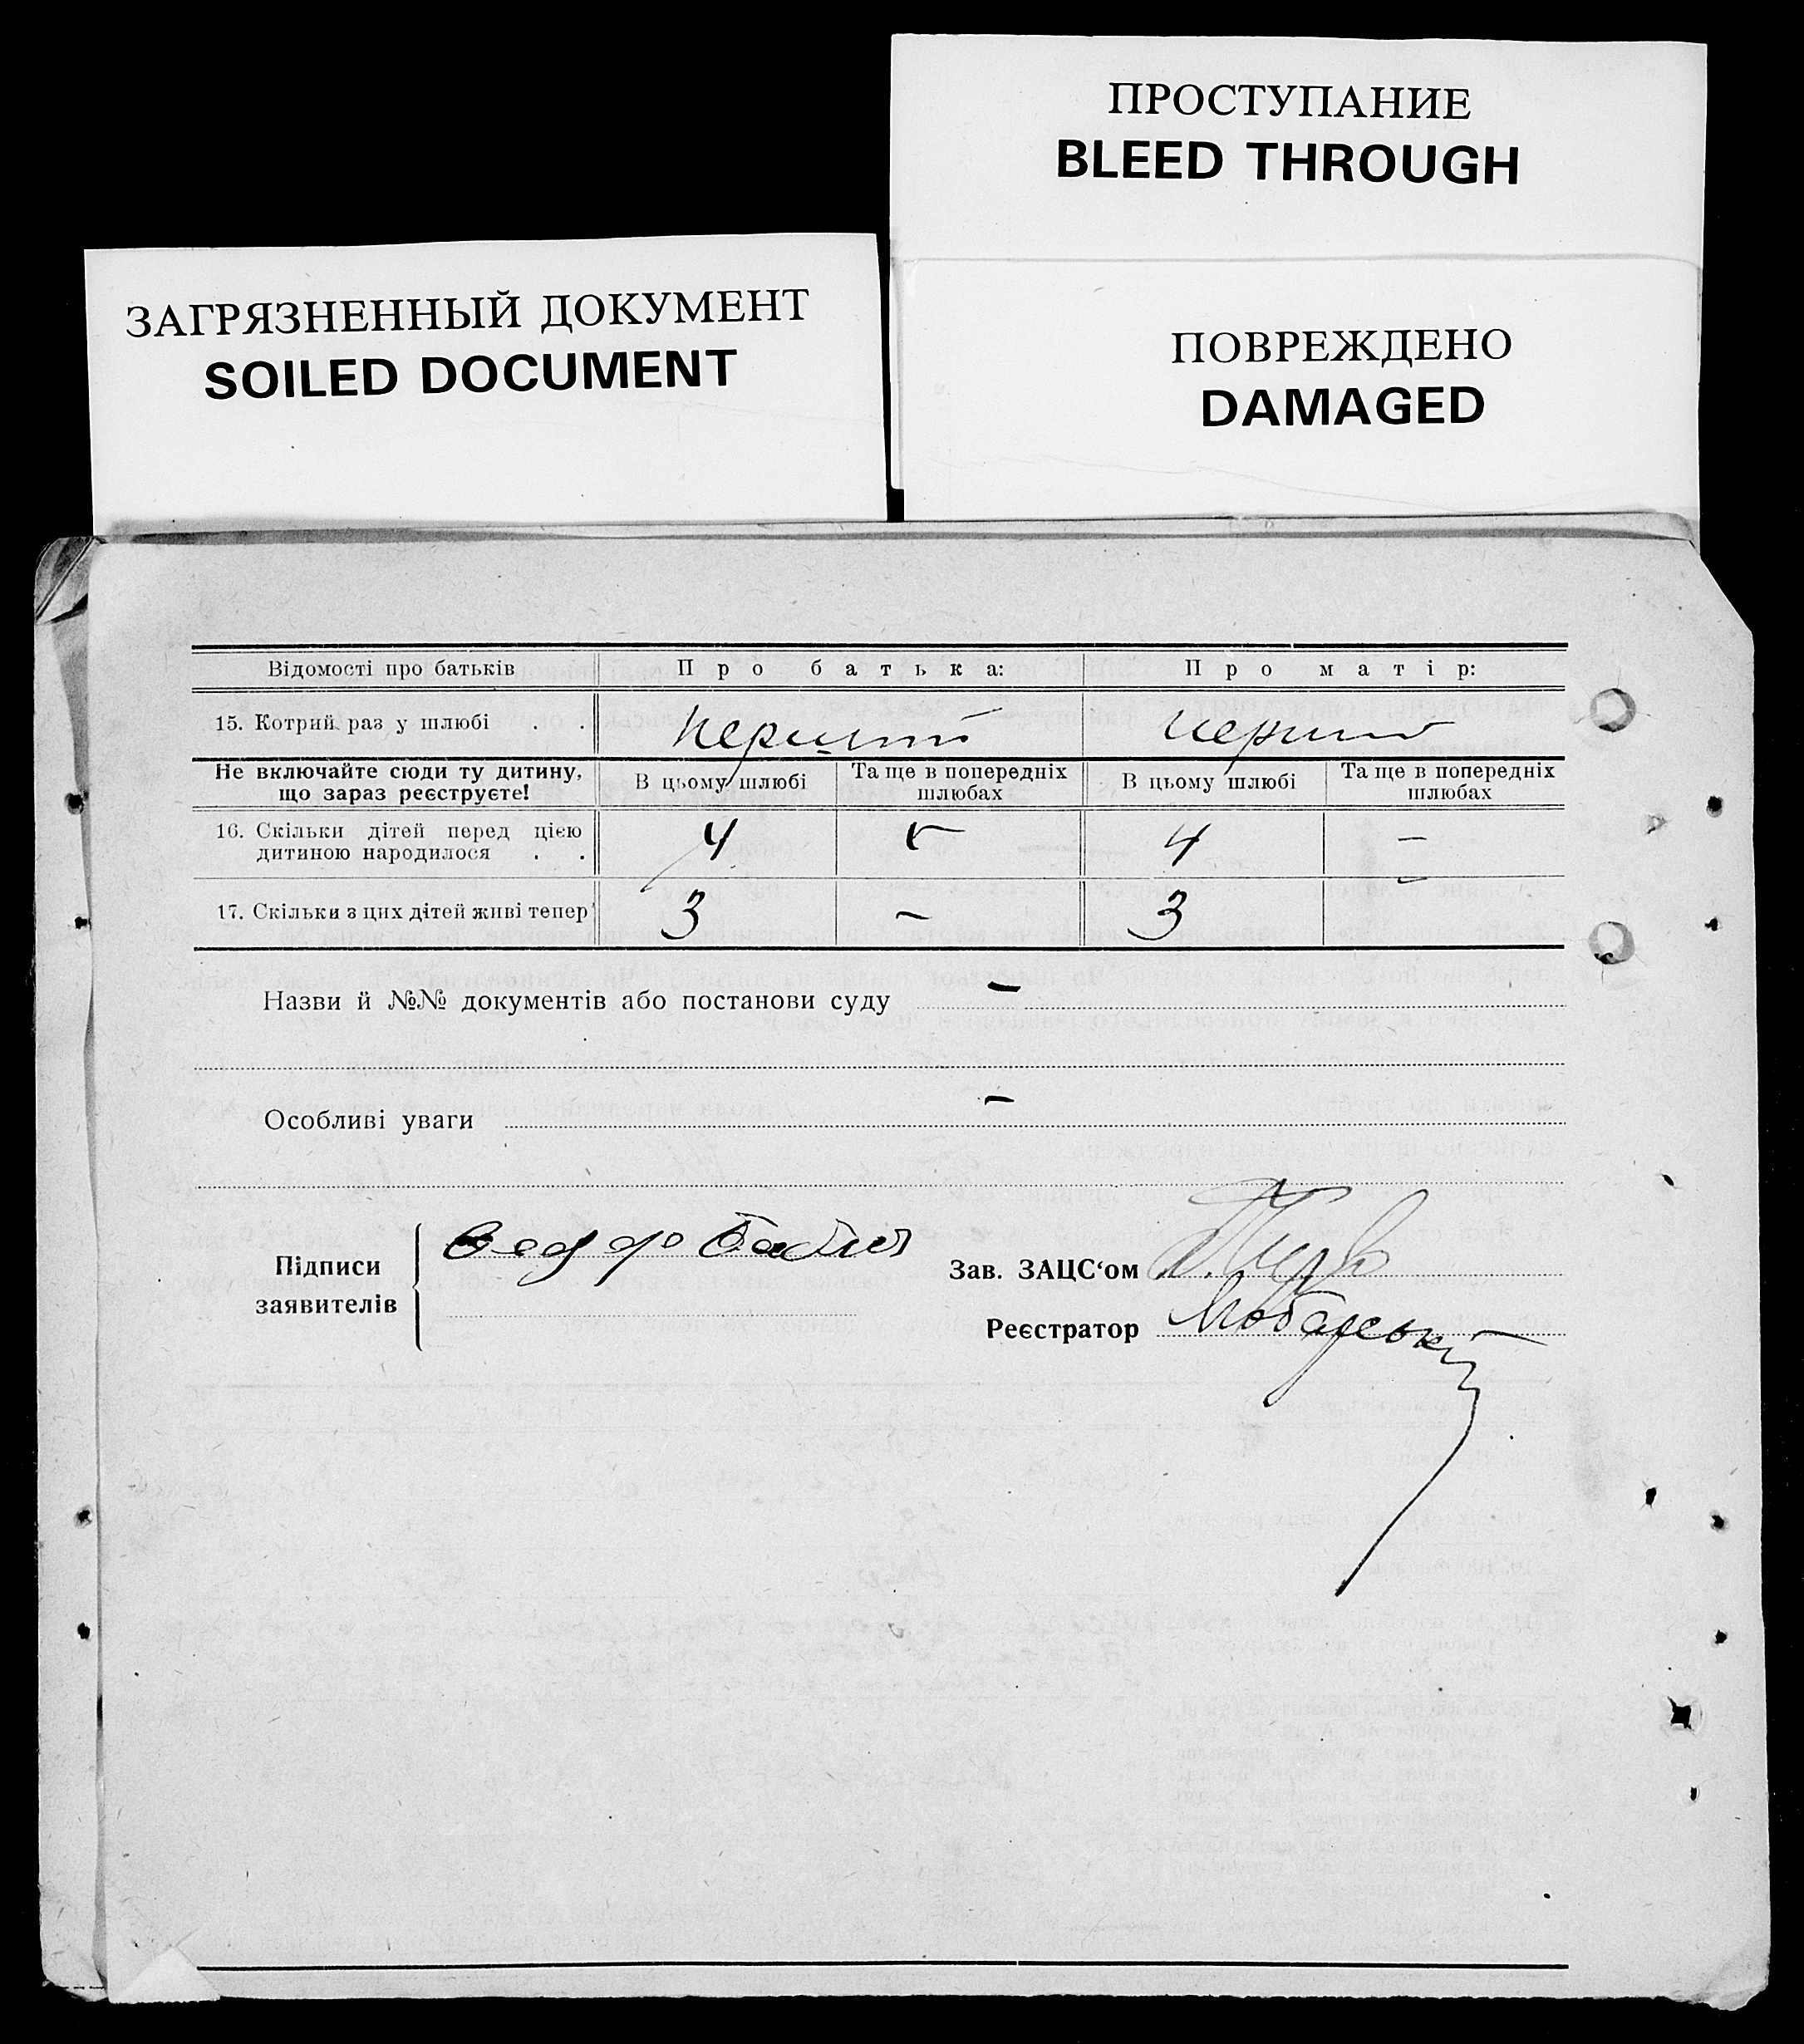 ПРОСТУПАНИЕ
BLEED THROUGH
ЗАГРЯЗНЕННЫЙ ДОКУМЕНТ
SOILED DOCUMENT
ПОВРЕЖДЕНО
DAMAGED
Відомості про батьків Про батька: Про матір:
15. Котрий раз у шлюбі . . перший перший
Не включайте сюди ту дитину, що зараз реєструєте! В цьому шлюбі Та ще в попередніх шлюбах В цьому шлюбі Та ще в попередніх шлюбах
16. Скільки дітей перед цією дитиною народилося . . 4 – 4 –
17. Скільки з цих дітей живі тепер 3 – 3 –
Назви й №№ документів або постанови суду –
Особливі уваги –
Підписи заявителів
Зав. ЗАЦС‘ом
Реєстратор